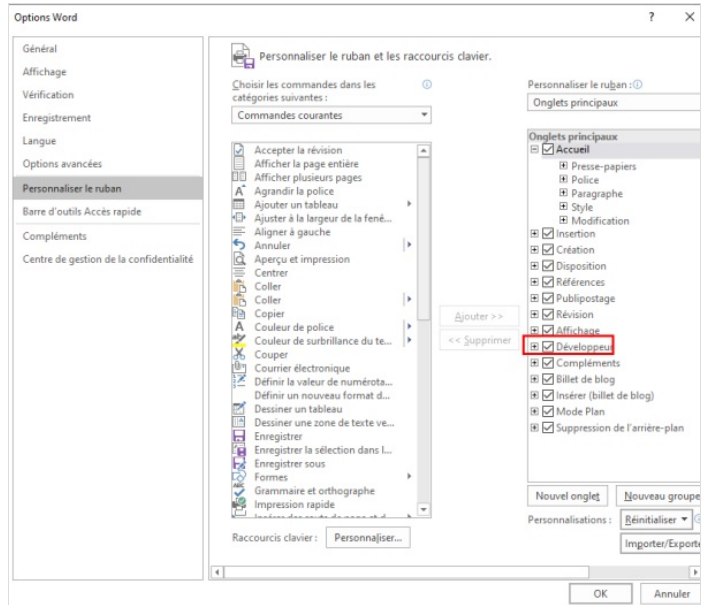 Options Word
Général
Affichage
Vérification
Enregistrement
Langue
Options avancées
Personnaliser le ruban
Barre d'outils Accès rapide
Compléments
Centre de gestion de la confidentialité
Personnaliser le ruban et les raccourcis clavier.
Choisir les commandes dans les
catégories suivantes :
Commandes courantes
Accepter la révision
Afficher la page entière
Afficher plusieurs pages
Agrandir la police
Ajouter un tableau
Ajuster à la largeur de la fenê...
Aligner à gauche
Annuler
Aperçu et impression
Centrer
Coller
Coller
Copier
Couleur de police
Couleur de surbrillance du te...
Couper
Courrier électronique
Définir la valeur de numérota...
Définir un nouveau format d...
Dessiner un tableau
Dessiner une zone de texte ve...
Enregistrer
Enregistrer la sélection dans l...
Enregistrer sous
Formes
Grammaire et orthographe
Impression rapide
Raccourcis clavier :
Personnaliser...
Ajouter >>
<< Supprimer
Personnaliser le ruban :
Onglets principaux
Onglets principaux
Accueil
Presse-papiers
Police
Paragraphe
Style
Modification
Insertion
Création
Disposition
Références
Publipostage
Révision
Affichage
Développeur
Compléments
Billet de blog
Insérer (billet de blog)
Mode Plan
Suppression de l'arrière-plan
Nouvel onglet
Nouveau groupe
Personnalisations :
Réinitialiser
Importer/Exporte
OK
Annuler